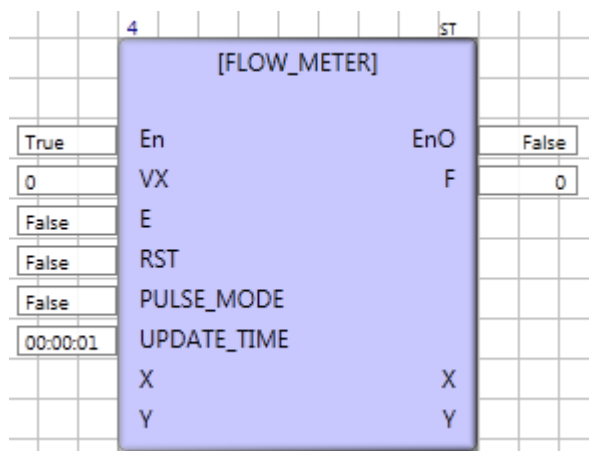 4 ST
[FLOW_METER]
True En EnO False
0 VX F 0
False E
False RST
False PULSE_MODE
00:00:01 UPDATE_TIME
X X
Y Y